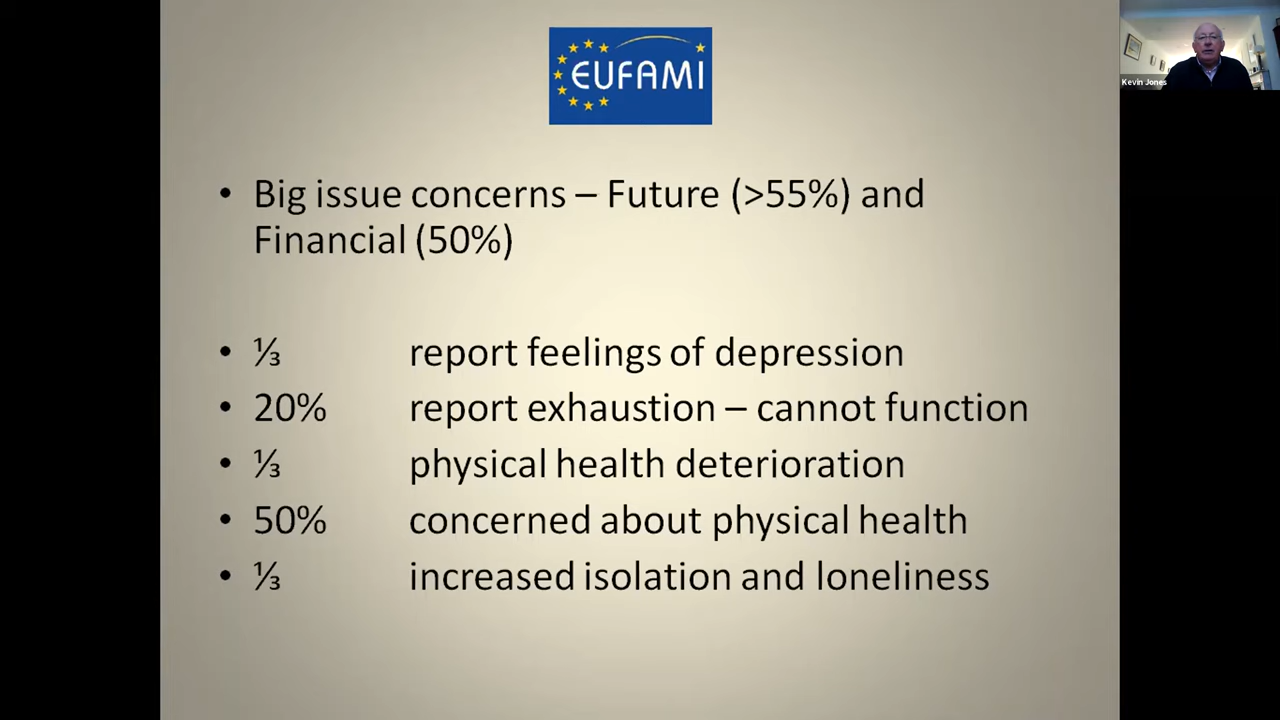 EUFAMI
Kevin Jones
• Big issue concerns – Future (>55%) and
Financial (50%)
• ⅓ report feelings of depression
• 20% report exhaustion – cannot function
• ⅓ physical health deterioration
• 50% concerned about physical health
• ⅓ increased isolation and loneliness